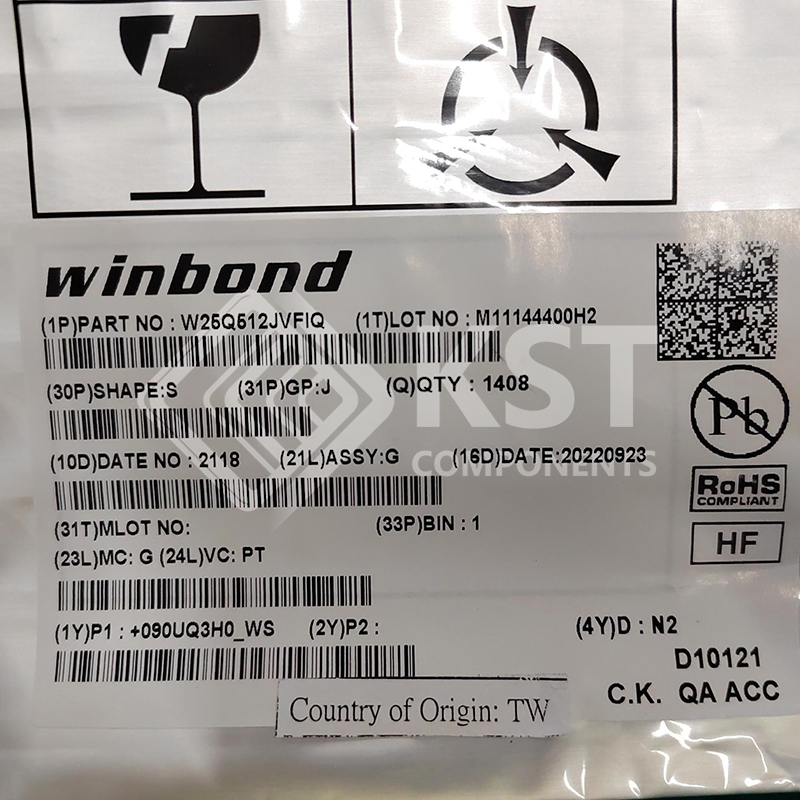 winbond
(1P)PART NO : W25Q512JVFIQ (1T)LOT NO : M11144400H2
(30P)SHAPE:S (31P)GP:J (Q)QTY : 1408
KST
COMPONENTS
(10D)DATE NO : 2118 (21L)ASSY:G (16D)DATE:20220923
(31T)MLOT NO: (33P)BIN : 1
(23L)MC: G (24L)VC: PT
(1Y)P1 : +090UQ3H0_WS (2Y)P2 : (4Y)D : N2
Pb
RoHS
COMPLIANT
HF
D10121
C.K. QA ACC
Country of Origin: TW